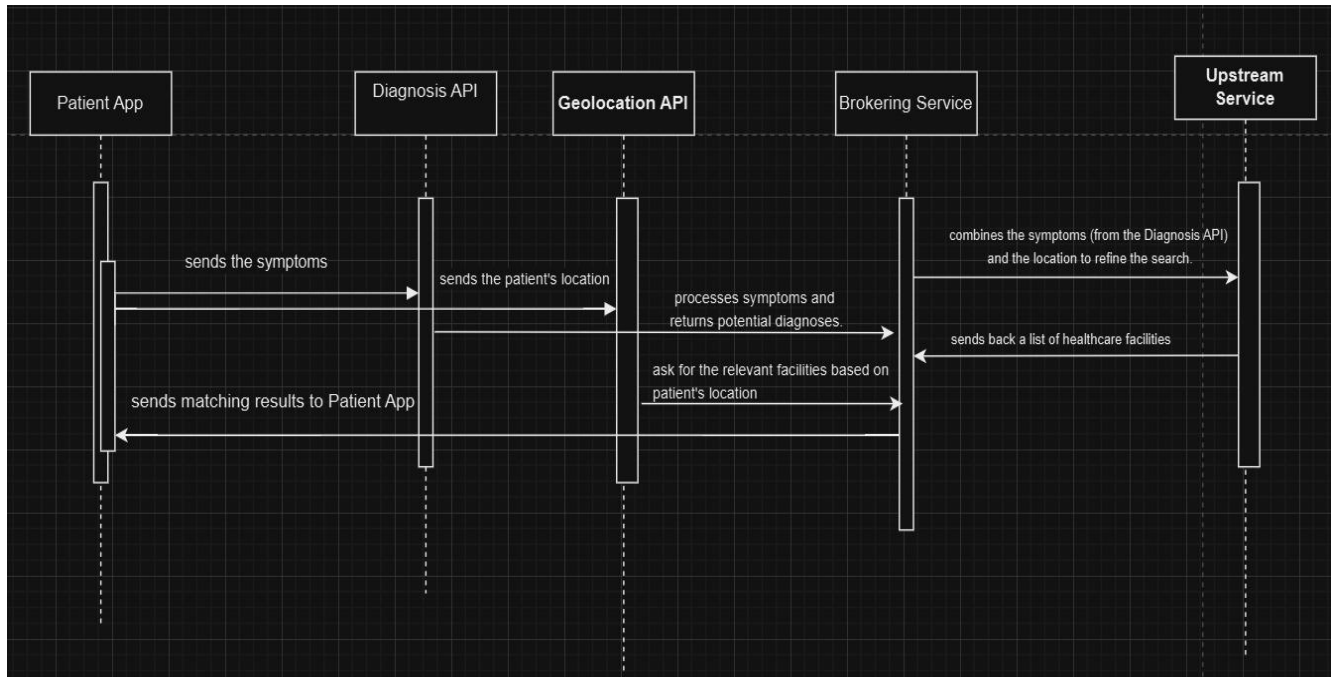 Patient App
Diagnosis API
Geolocation API
Brokering Service
Upstream
Service
combines the symptoms (from the Diagnosis API)
and the location to refine the search.
sends the symptoms
sends the patient's location
processes symptoms and
returns potential diagnoses.
sends back a list of healthcare facilities
ask for the relevant facilities based on
patient's location
sends matching results to Patient App